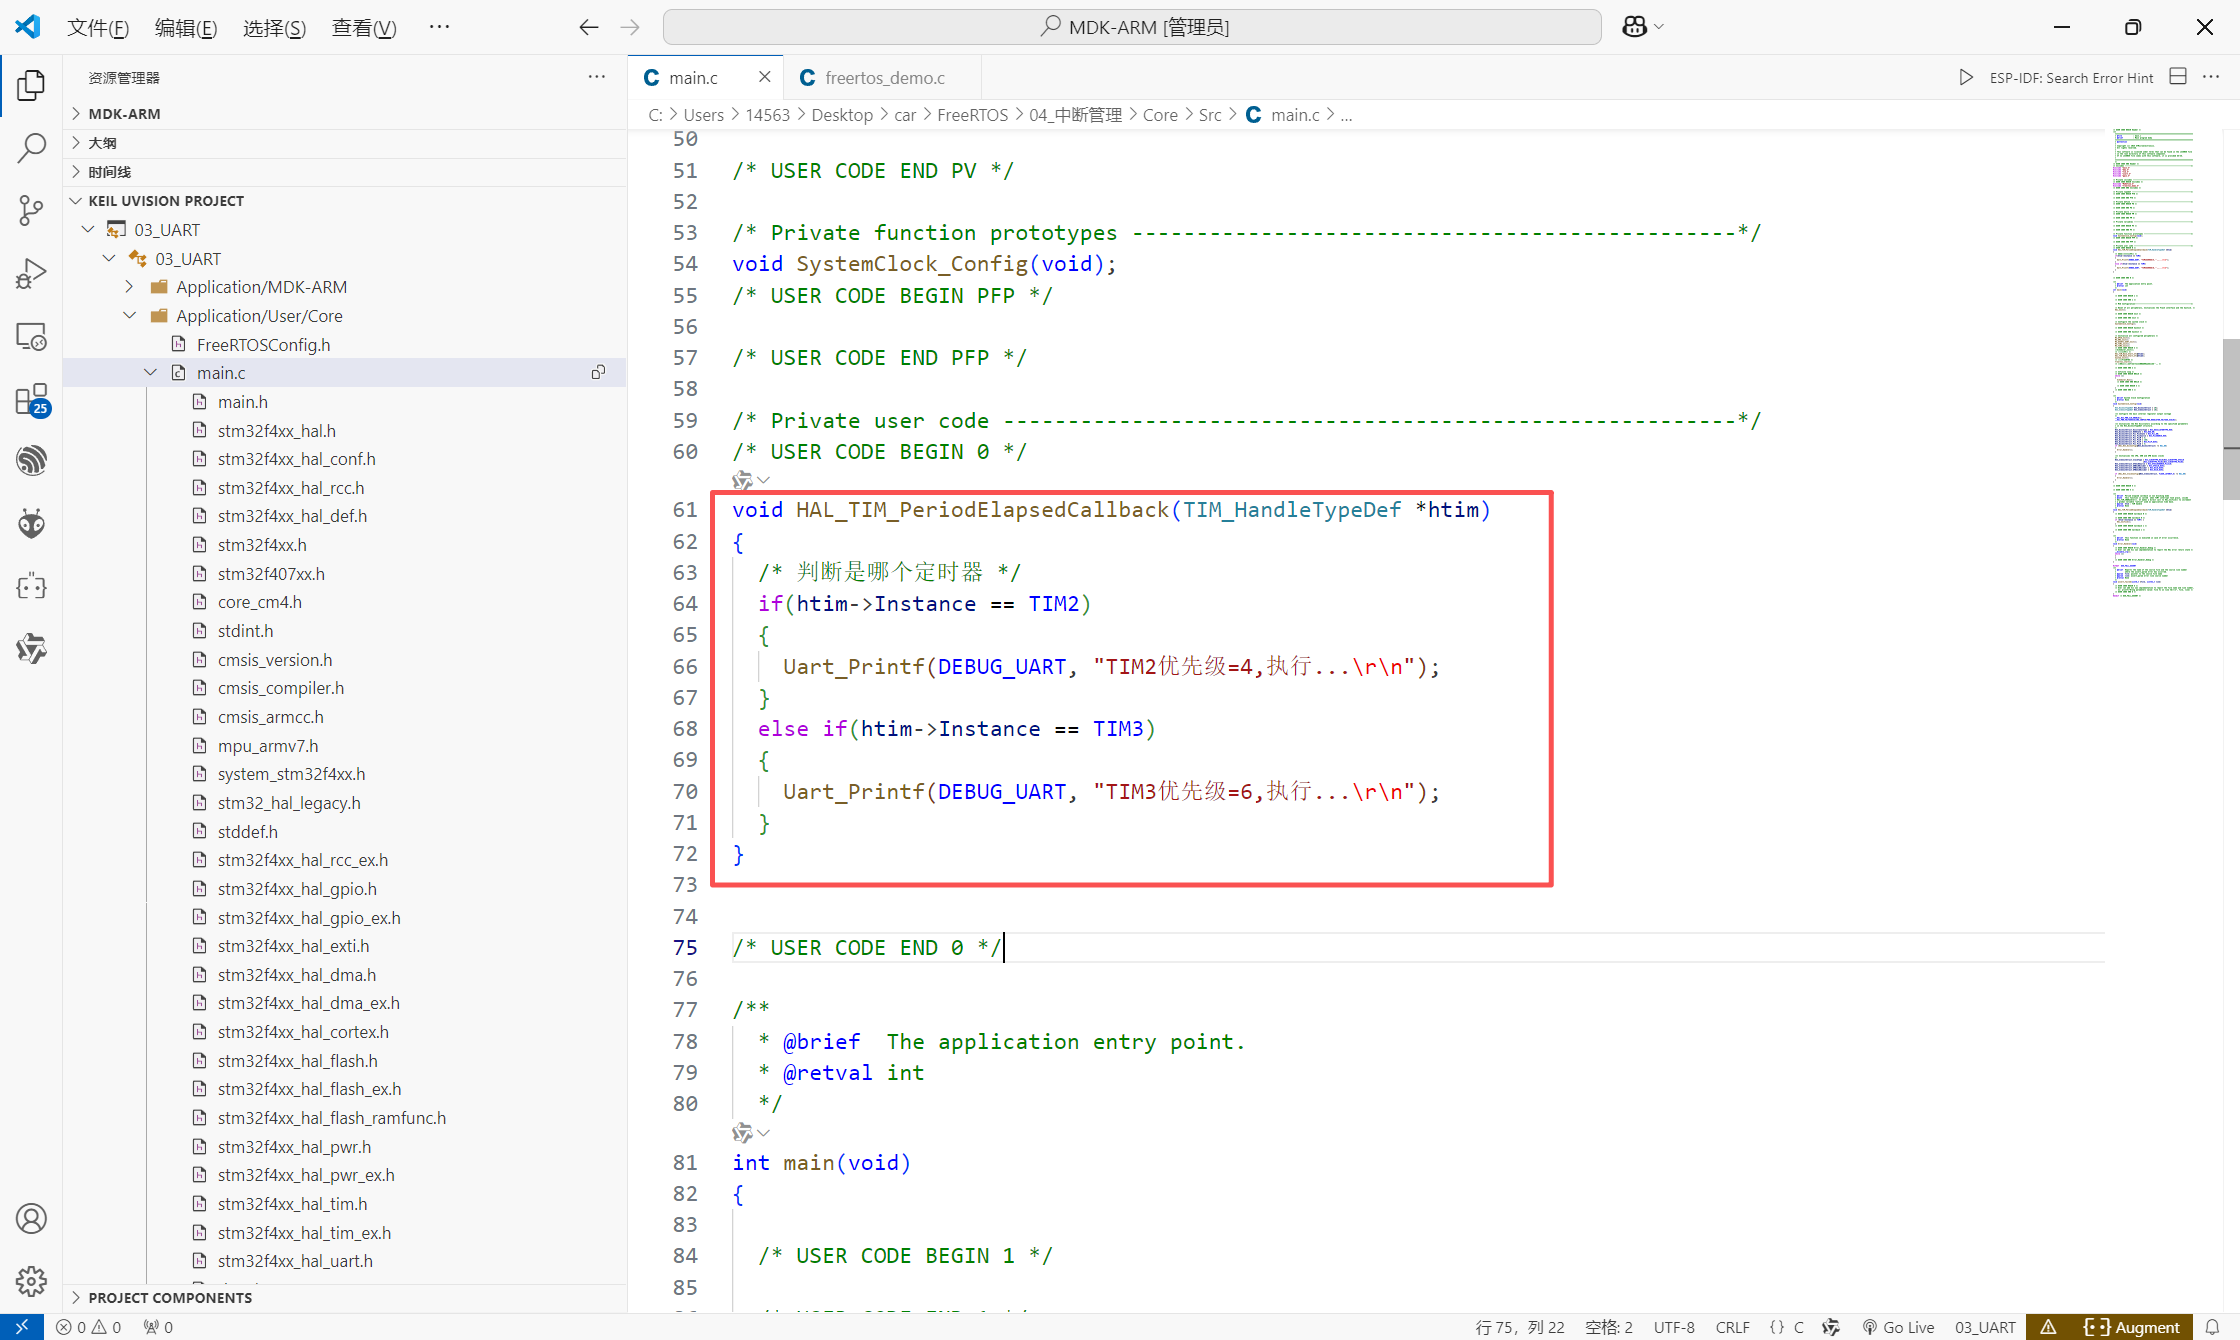 文件(F) 编辑(E) 选择(S) 查看(V) ···
MDK-ARM [管理员]
资源管理器 ···
MDK-ARM
大纲
时间线
KEIL UVISION PROJECT
03_UART
03_UART
Application/MDK-ARM
Application/User/Core
FreeRTOSConfig.h
main.c
main.h
stm32f4xx_hal.h
stm32f4xx_hal_conf.h
stm32f4xx_hal_rcc.h
stm32f4xx_hal_def.h
stm32f4xx.h
stm32f407xx.h
core_cm4.h
stdint.h
cmsis_version.h
cmsis_compiler.h
cmsis_armcc.h
mpu_armv7.h
system_stm32f4xx.h
stm32_hal_legacy.h
stddef.h
stm32f4xx_hal_rcc_ex.h
stm32f4xx_hal_gpio.h
stm32f4xx_hal_gpio_ex.h
stm32f4xx_hal_exti.h
stm32f4xx_hal_dma.h
stm32f4xx_hal_dma_ex.h
stm32f4xx_hal_cortex.h
stm32f4xx_hal_flash.h
stm32f4xx_hal_flash_ex.h
stm32f4xx_hal_flash_ramfunc.h
stm32f4xx_hal_pwr.h
stm32f4xx_hal_pwr_ex.h
stm32f4xx_hal_tim.h
stm32f4xx_hal_tim_ex.h
stm32f4xx_hal_uart.h
PROJECT COMPONENTS
25
C main.c
C freertos_demo.c
ESP-IDF: Search Error Hint ···
C: > Users > 14563 > Desktop > car > FreeRTOS > 04_中断管理 > Core > Src > C main.c > ...
50
51 /* USER CODE END PV */
52
53 /* Private function prototypes -----------------------------------------------*/
54 void SystemClock_Config(void);
55 /* USER CODE BEGIN PFP */
56
57 /* USER CODE END PFP */
58
59 /* Private user code ---------------------------------------------------------*/
60 /* USER CODE BEGIN 0 */
61 void HAL_TIM_PeriodElapsedCallback(TIM_HandleTypeDef *htim)
62 {
63 /* 判断是哪个定时器 */
64 if(htim->Instance == TIM2)
65 {
66 Uart_Printf(DEBUG_UART, "TIM2优先级=4,执行...\r\n");
67 }
68 else if(htim->Instance == TIM3)
69 {
70 Uart_Printf(DEBUG_UART, "TIM3优先级=6,执行...\r\n");
71 }
72 }
73
74
75 /* USER CODE END 0 */
76
77 /**
78 * @brief The application entry point.
79 * @retval int
80 */
81 int main(void)
82 {
83
84 /* USER CODE BEGIN 1 */
85
0 0 0
行 75，列 22 空格: 2 UTF-8 CRLF {} C Go Live 03_UART Augment